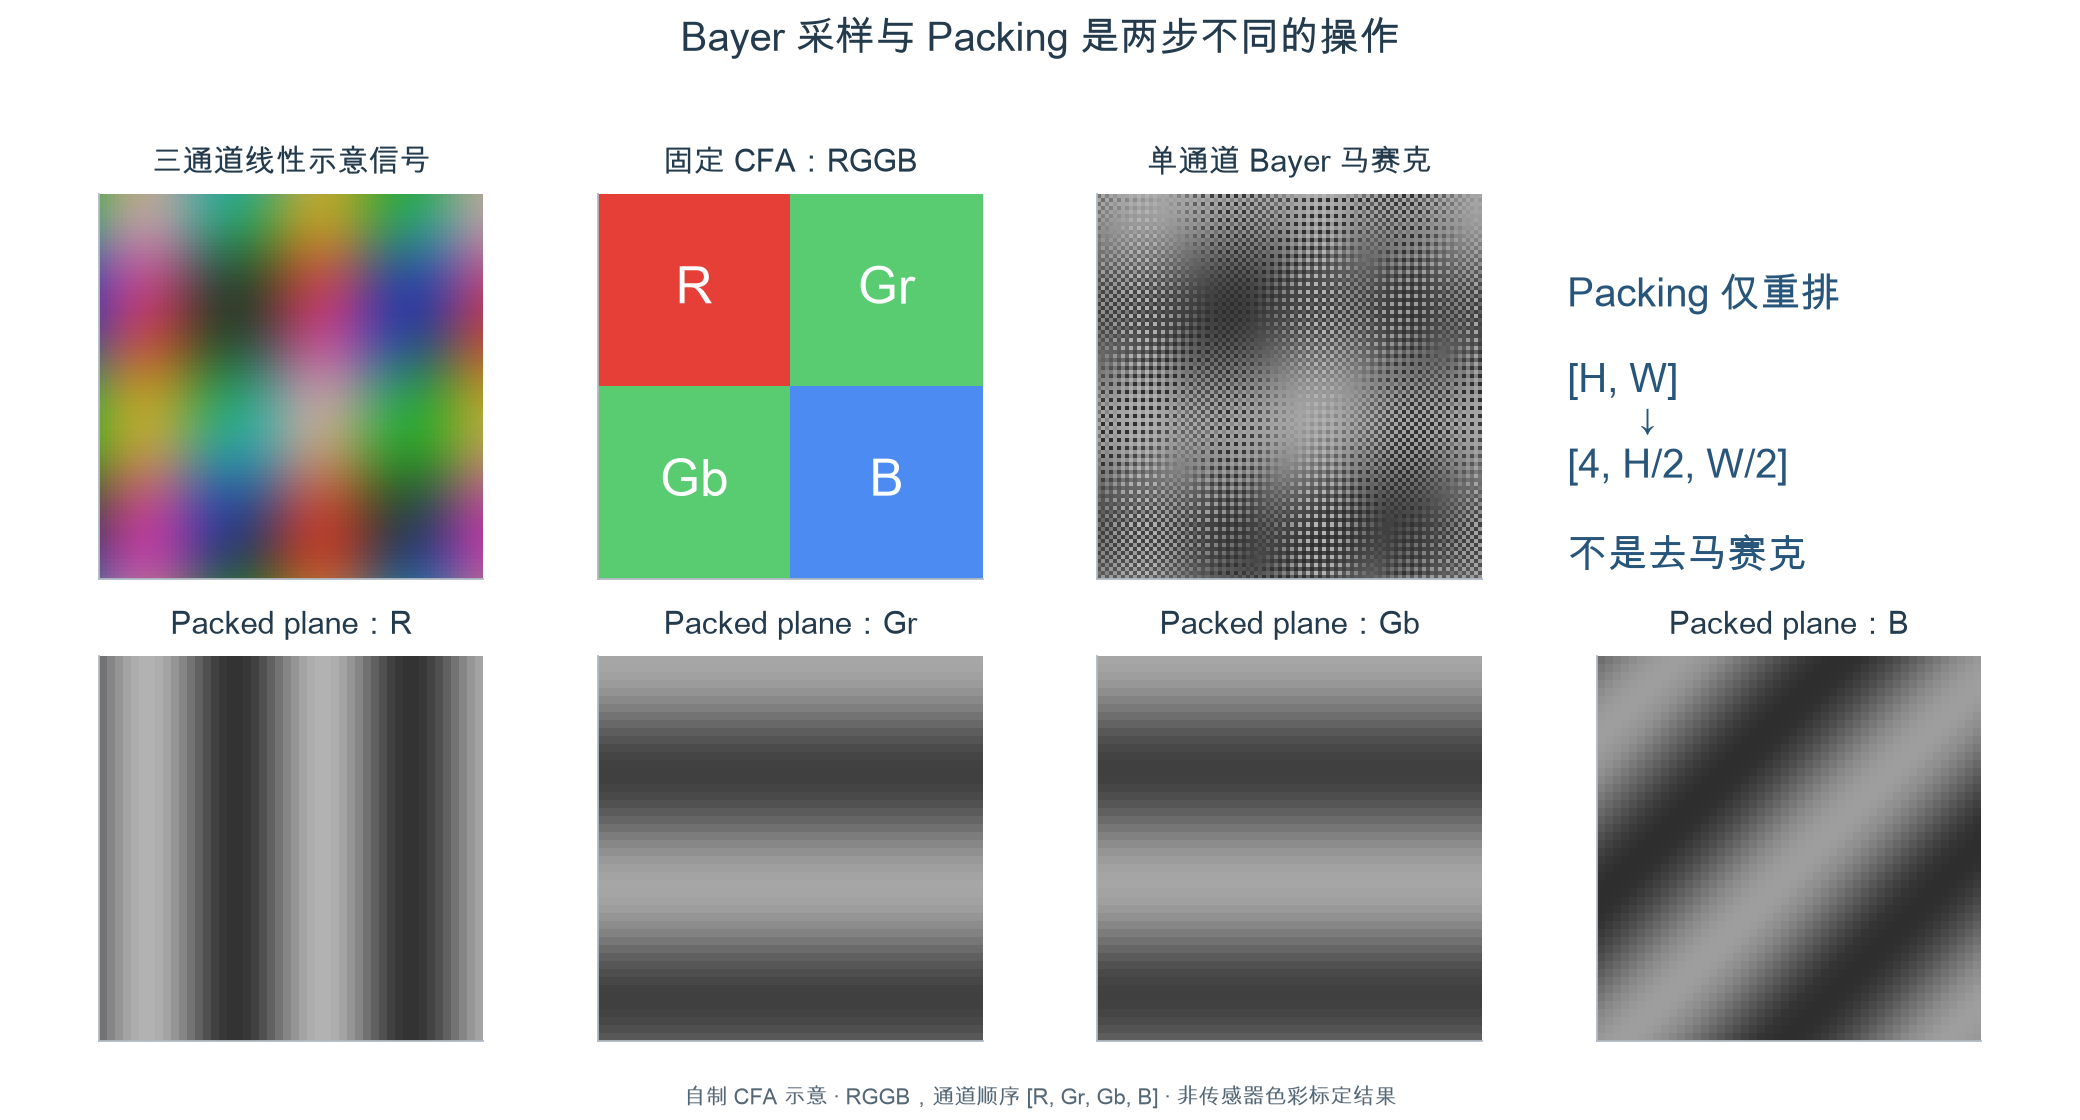 Bayer 采样与 Packing 是两步不同的操作
三通道线性示意信号
固定 CFA：RGGB
单通道 Bayer 马赛克
R
Gr
Gb
B
Packing 仅重排
[H, W]
↓
[4, H/2, W/2]
不是去马赛克
Packed plane：R
Packed plane：Gr
Packed plane：Gb
Packed plane：B
自制 CFA 示意 · RGGB，通道顺序 [R, Gr, Gb, B] · 非传感器色彩标定结果